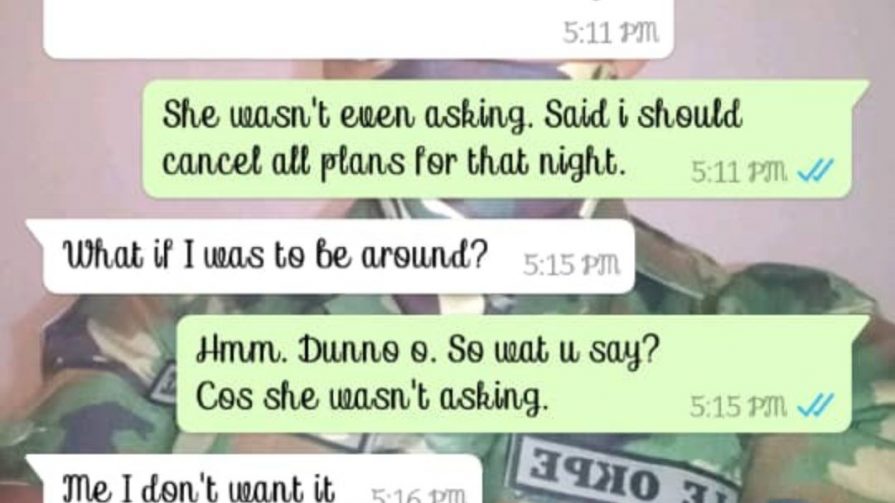 5:11 PM
She wasn't even asking. Said i should
cancel all plans for that night. 5:11 PM
What if I was to be around? 5:15 PM
Hmm. Dunno o. So wat u say?
Cos she wasn't asking. 5:15 PM
Me I don't want it 5:16 PM
OKPE